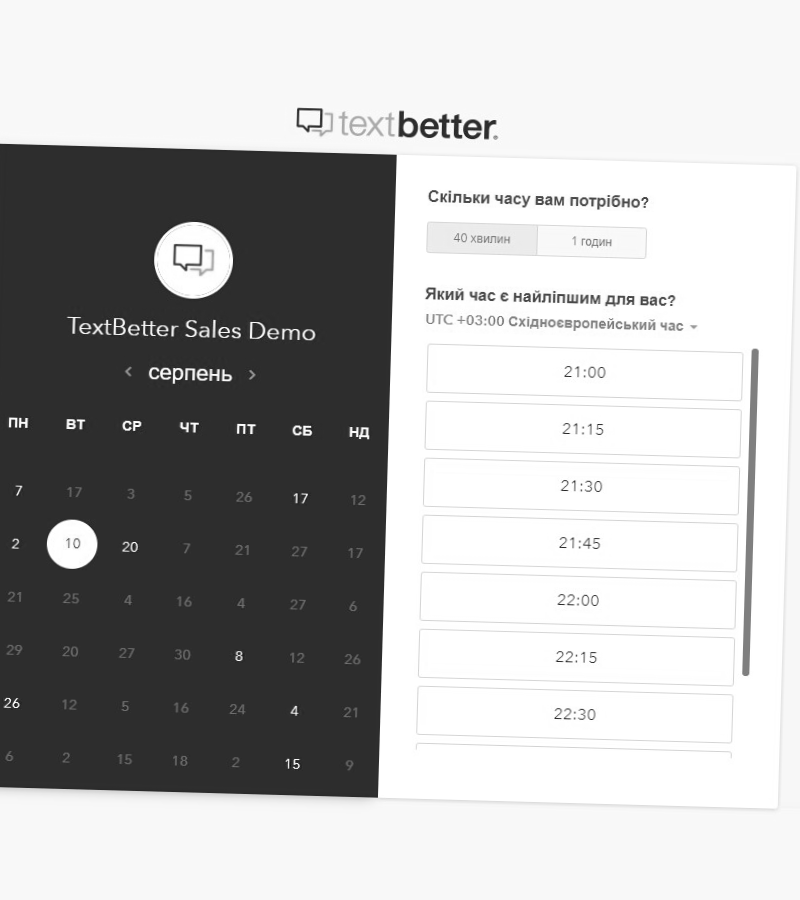 textbetter.
TextBetter Sales Demo
серпень
ПН ВТ СР ЧТ ПТ СБ НД
7 17 3 5 26 17 12
2 10 20 7 21 27 17
21 25 4 16 4 27 6
29 20 27 30 8 12 26
26 12 5 16 24 4 21
6 2 15 18 2 15 9
Скільки часу вам потрібно?
40 хвилин 1 годин
Який час є найліпшим для вас?
UTC +03:00 Східноєвропейський час
21:00
21:15
21:30
21:45
22:00
22:15
22:30